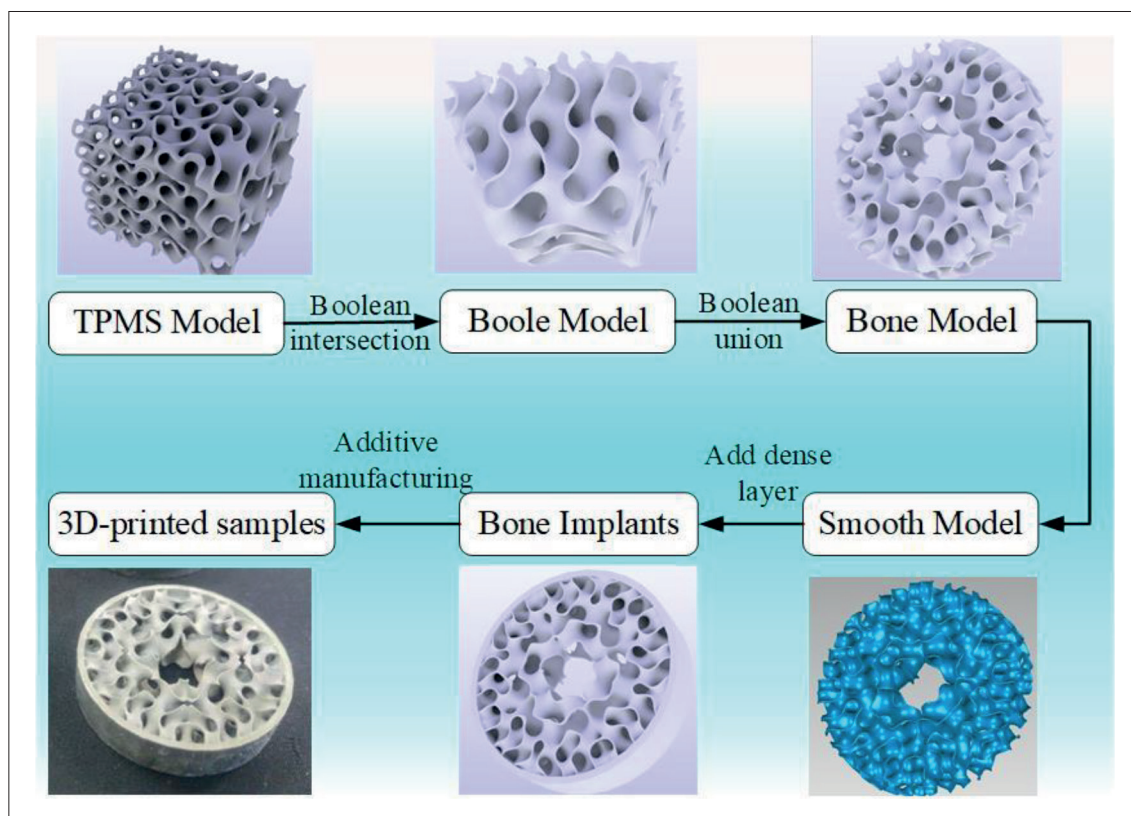 TPMS Model
Boolean
intersection
Boole Model
Boolean
union
Bone Model
Additive
manufacturing
Add dense
layer
3D-printed samples
Bone Implants
Smooth Model